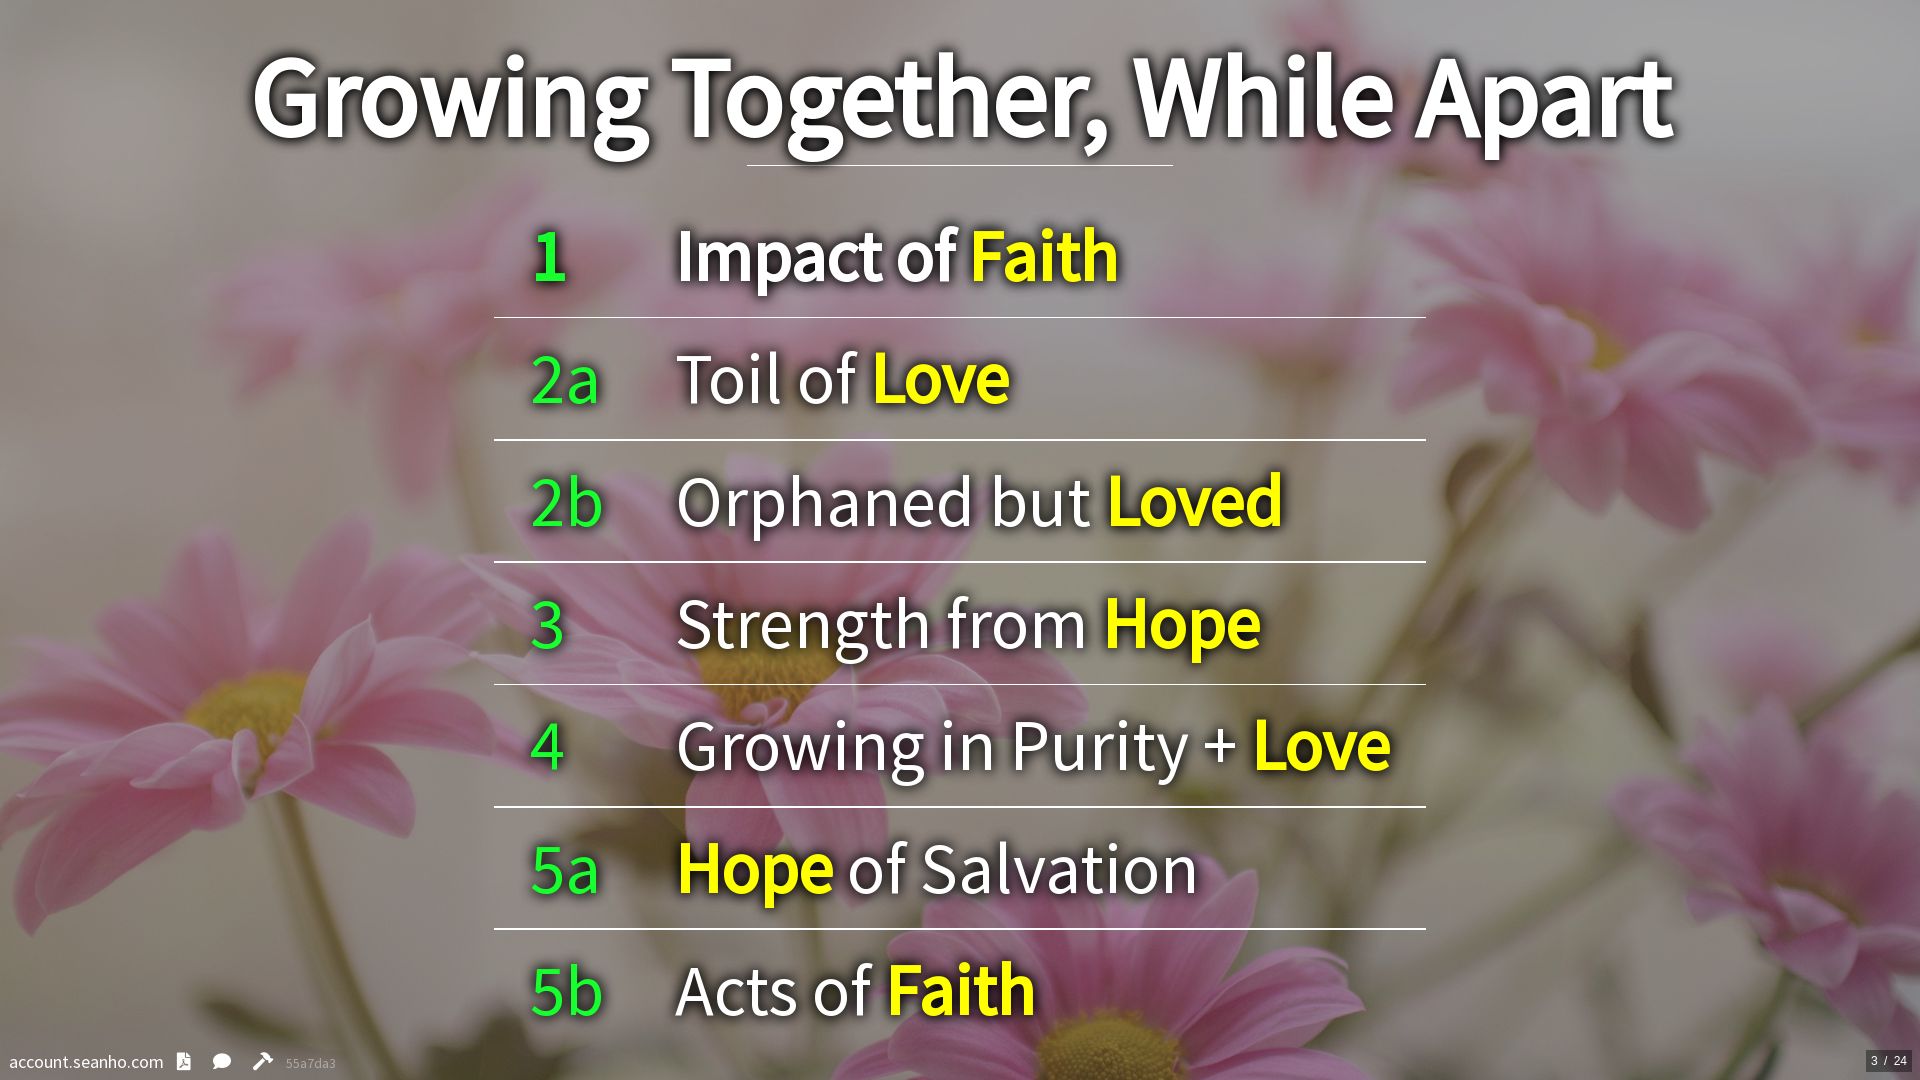 Growing Together, While Apart
1 Impact of Faith
2a Toil of Love
2b Orphaned but Loved
3 Strength from Hope
4 Growing in Purity + Love
5a Hope of Salvation
5b Acts of Faith
account.seanho.com 55a7da3
3 / 24